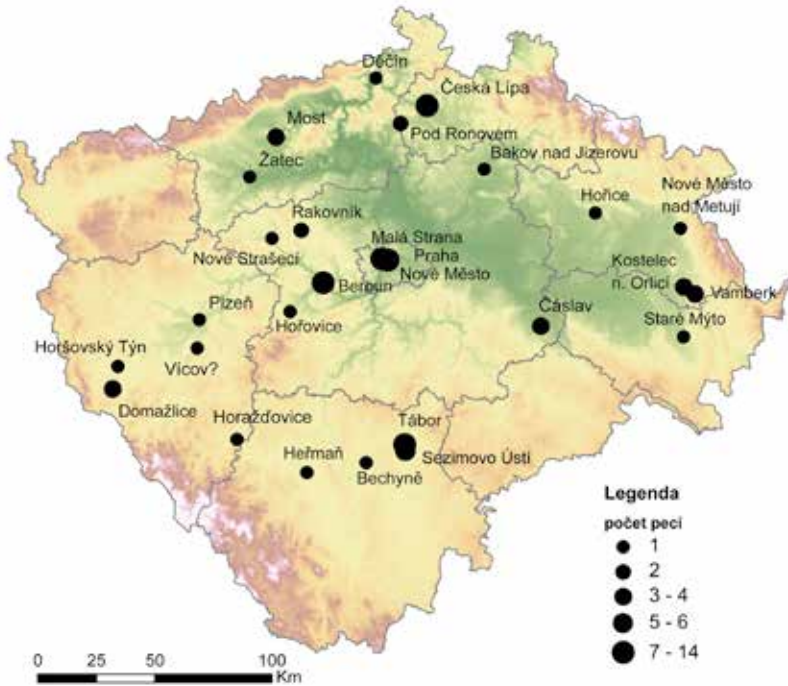 Děčín
Česká Lípa
Most
Pod Ronovem
Žatec
Bakov nad Jizerovu
Hořice
Nové Město
nad Metují
Rakovník
Nové Strašecí
Malá Strana
Praha
Nové Město
Kostelec
n. Orlicí
Vamberk
Beroun
Plzeň
Hořovice
Čáslav
Staré Mýto
Horšovský Týn
Vícov?
Domažlice
Horažďovice
Tábor
Heřmaň
Sezimovo Ústí
Bechyně
Legenda
počet pecí
1
2
3 - 4
5 - 6
7 - 14
0 25 50 100
Km